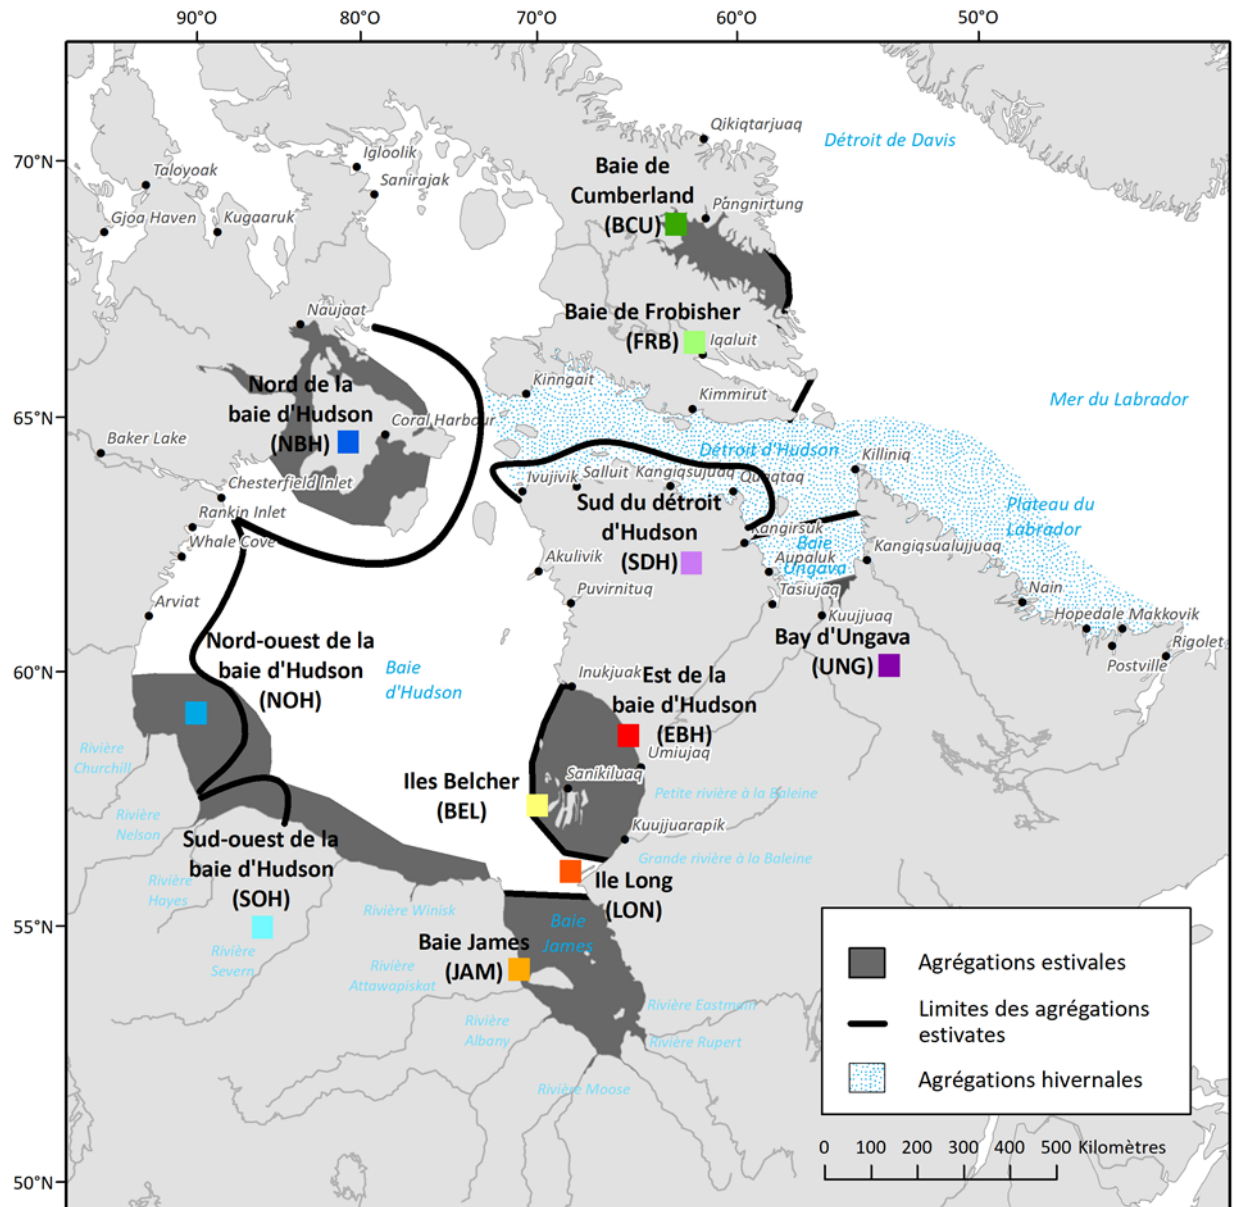 90°O 80°O 70°O 60°O 50°O
70°N
65°N
60°N
55°N
50°N
Qikiqtarjuaq
Détroit de Davis
Igloolik
Taloyoak
Sanirajak
Baie de
Cumberland
(BCU)
Pangnirtung
Gjoa Haven
Kugaaruk
Naujaat
Baie de Frobisher
(FRB)
Iqaluit
Kinngait
Kimmirut
Mer du Labrador
Nord de la
baie d'Hudson
(NBH)
Coral Harbour
Baker Lake
Détroit d'Hudson
Killiniq
Chesterfield Inlet
Ivujivik
Salluit
Kangiqsujuaq
Quaqtaq
Rankin Inlet
Sud du détroit
d'Hudson
(SDH)
Plateau du
Labrador
Whale Cove
Kangirsuk
Baie
Ungava
Kangiqsualujjuaq
Akulivik
Aupaluk
Puvirnituq
Tasiujaq
Nain
Arviat
Kuujjuaq
Hopedale
Makkovik
Nord-ouest de la
baie d'Hudson
(NOH)
Baie
d'Hudson
Bay d'Ungava
(UNG)
Rigolet
Postville
Inukjuak
Est de la
baie d'Hudson
(EBH)
Umiujaq
Rivière
Churchill
Iles Belcher
(BEL)
Sanikiluaq
Petite rivière à la Baleine
Rivière
Nelson
Kuujjuarapik
Sud-ouest de la
baie d'Hudson
(SOH)
Grande rivière à la Baleine
Rivière
Hayes
Ile Long
(LON)
Rivière Winisk
Baie
James
Rivière
Severn
Baie James
(JAM)
Rivière
Attawapiskat
Rivière Eastmain
Rivière
Albany
Rivière Rupert
Rivière Moose
Agrégations estivales
Limites des agrégations
estivates
Agrégations hivernales
0 100 200 300 400 500 Kilomètres